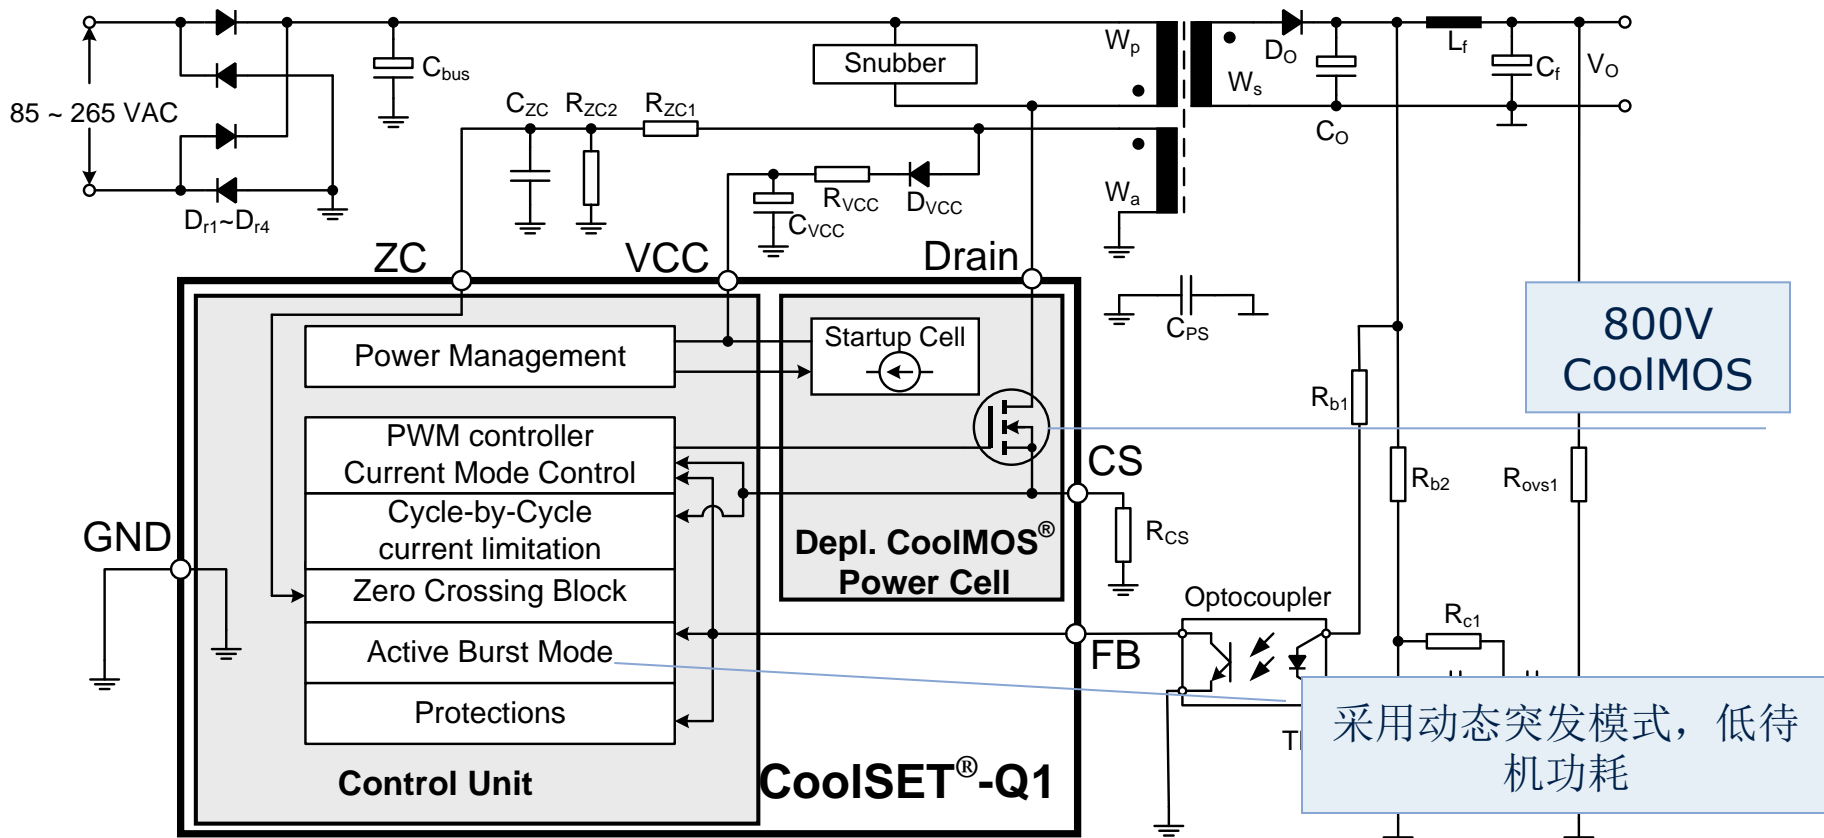 85 ~ 265 VAC
Dr1~Dr4
Cbus
CZC
RZC2
RZC1
Snubber
Wp
Ws
Wa
DO
CO
Lf
Cf
VO
RVCC
DVCC
CVCC
ZC
VCC
Drain
CPS
800V
CoolMOS
Power Management
Startup Cell
PWM controller
Current Mode Control
Cycle-by-Cycle
current limitation
Zero Crossing Block
Active Burst Mode
Protections
Control Unit
Depl. CoolMOS®
Power Cell
CoolSET®-Q1
GND
CS
RCS
FB
Optocoupler
Rb1
Rb2
Rovs1
Rc1
采用动态突发模式，低待
机功耗